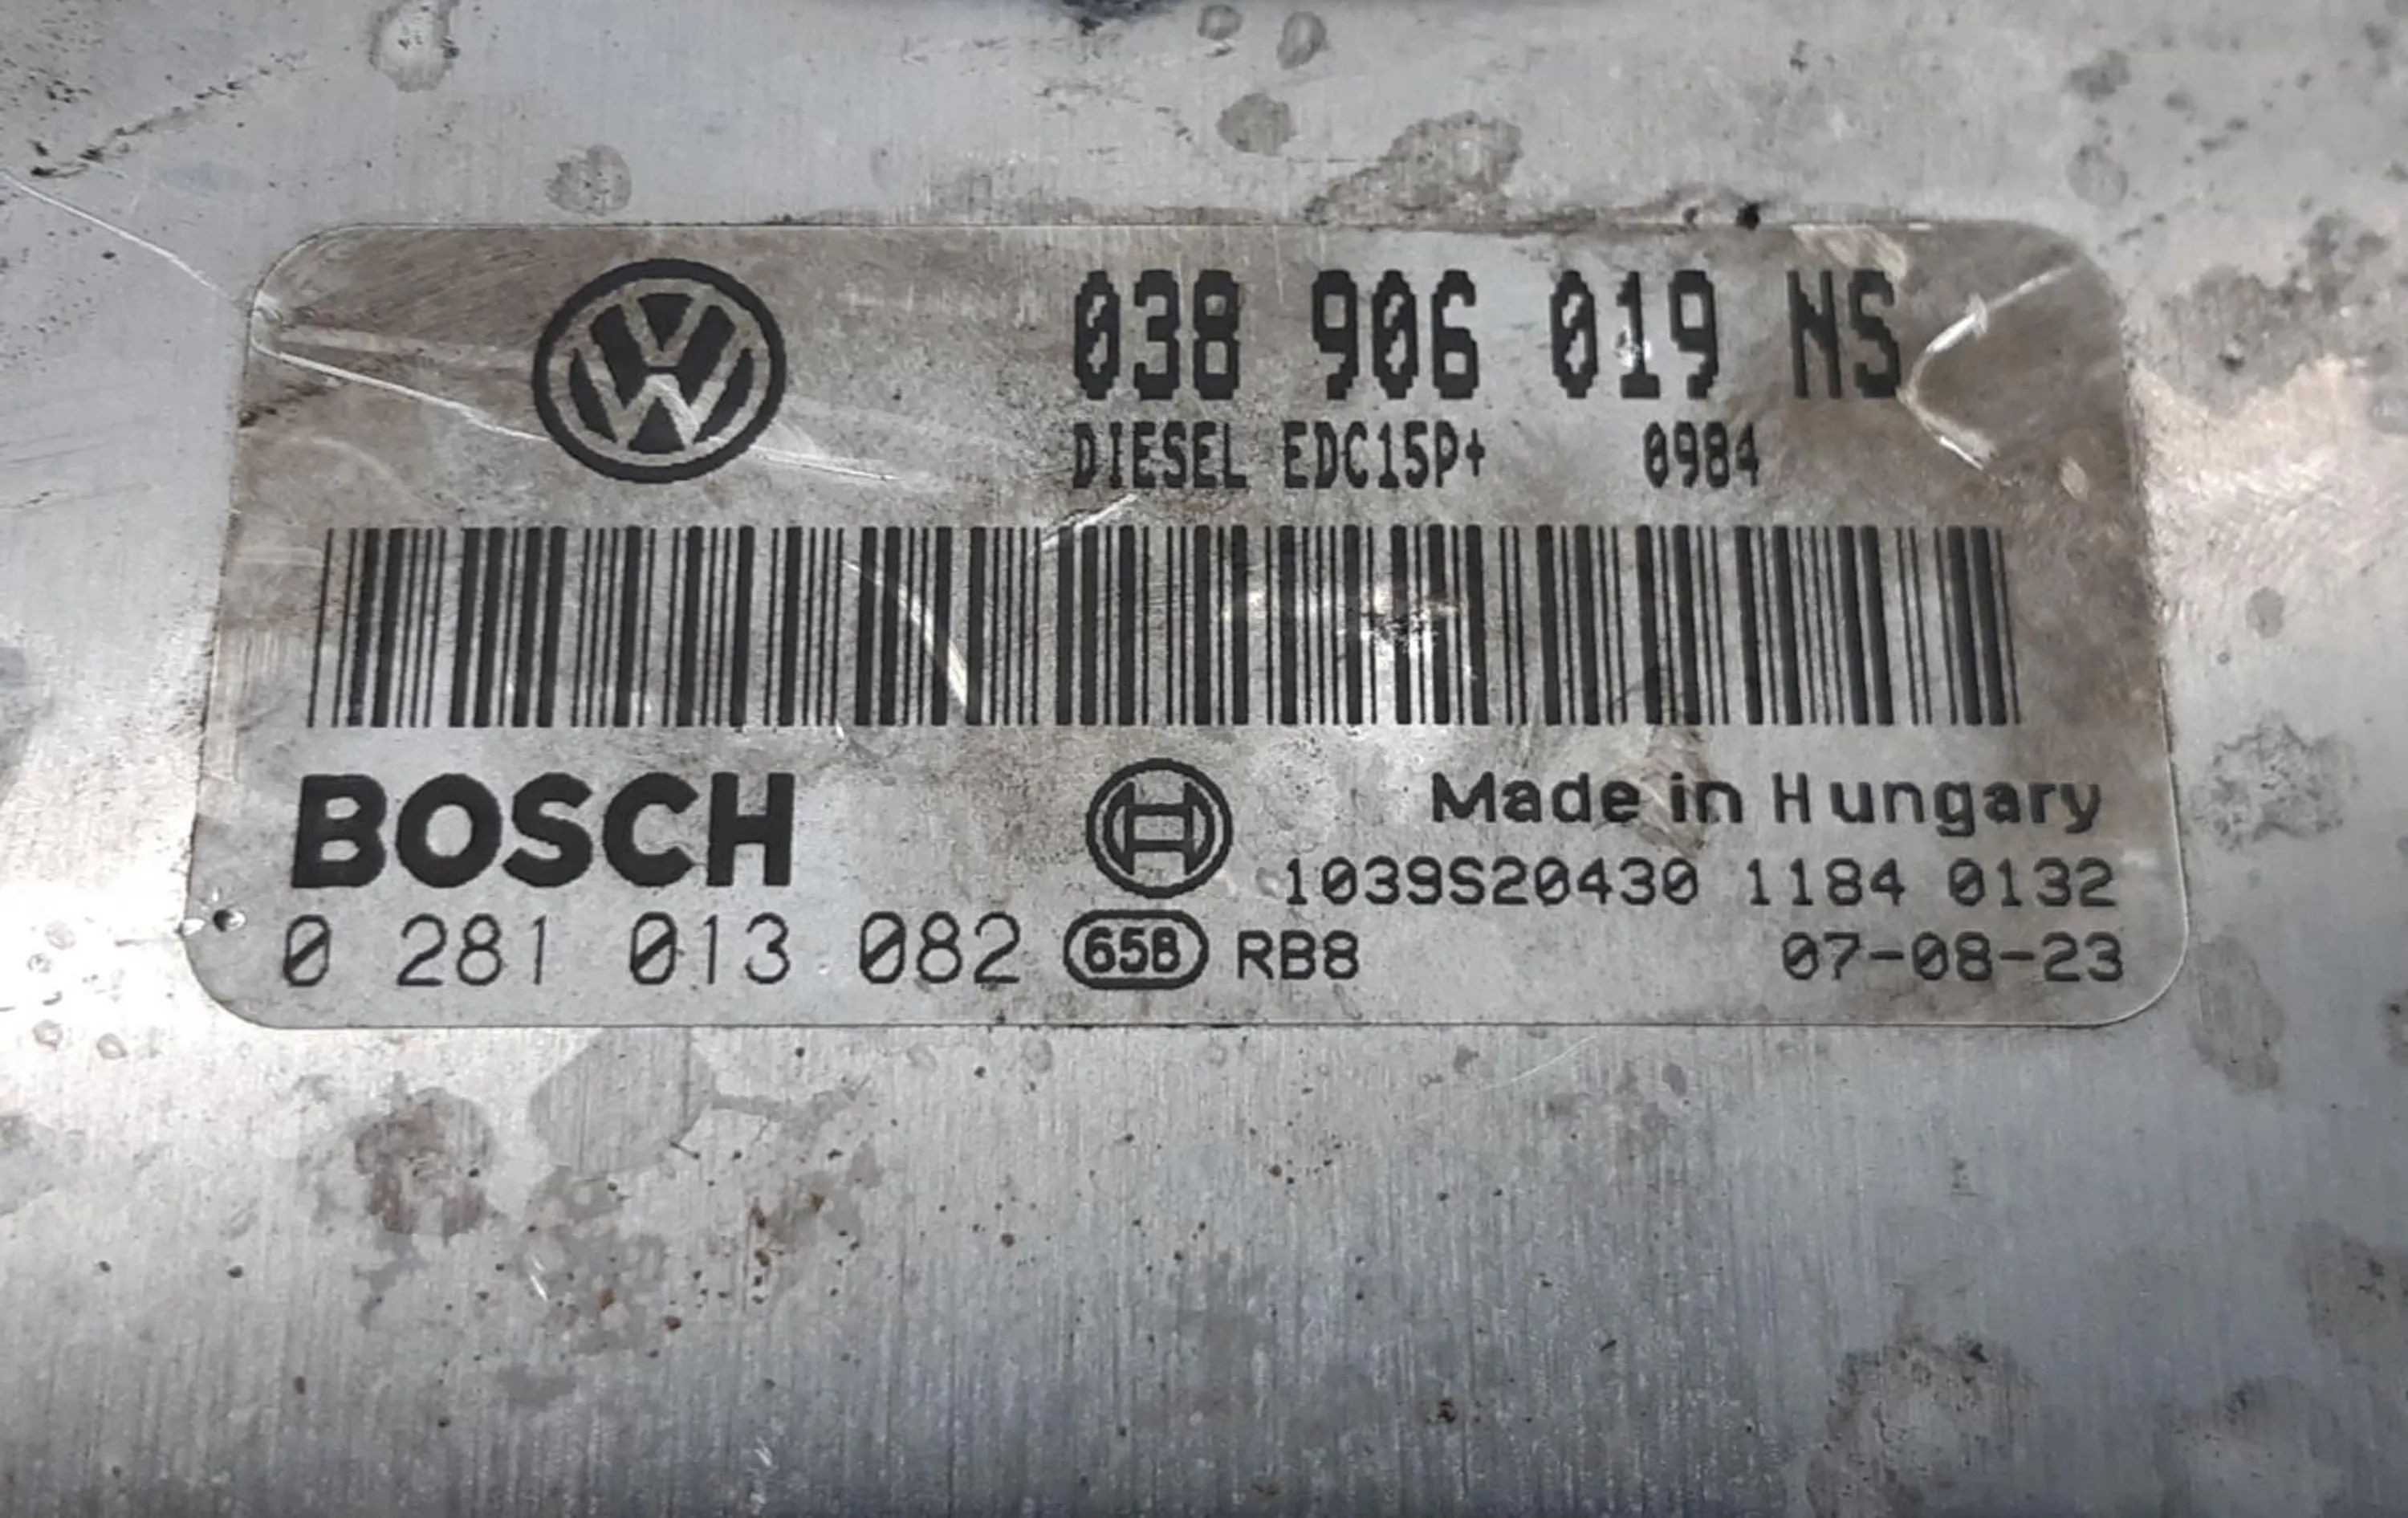 038 906 019 NS
DIESEL EDC15P+ 0984
BOSCH
Made in Hungary
1039S20430 1184 0132
0 281 013 082 65B RB8 07-08-23